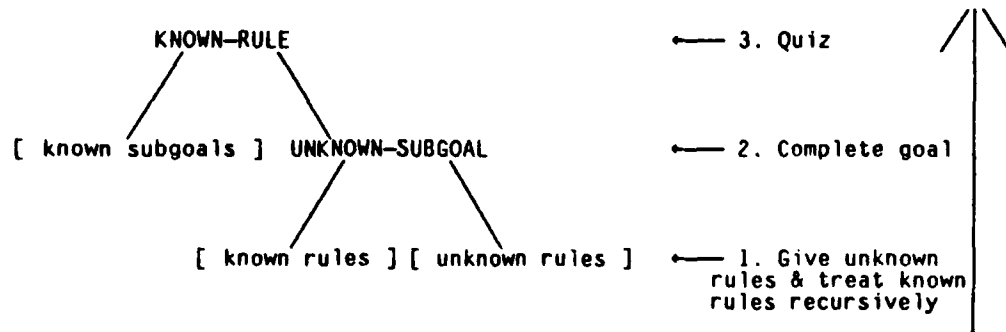 KNOWN-RULE ← 3. Quiz
[ known subgoals ] UNKNOWN-SUBGOAL ← 2. Complete goal
[ known rules ] [ unknown rules ] ← 1. Give unknown
rules & treat known
rules recursively